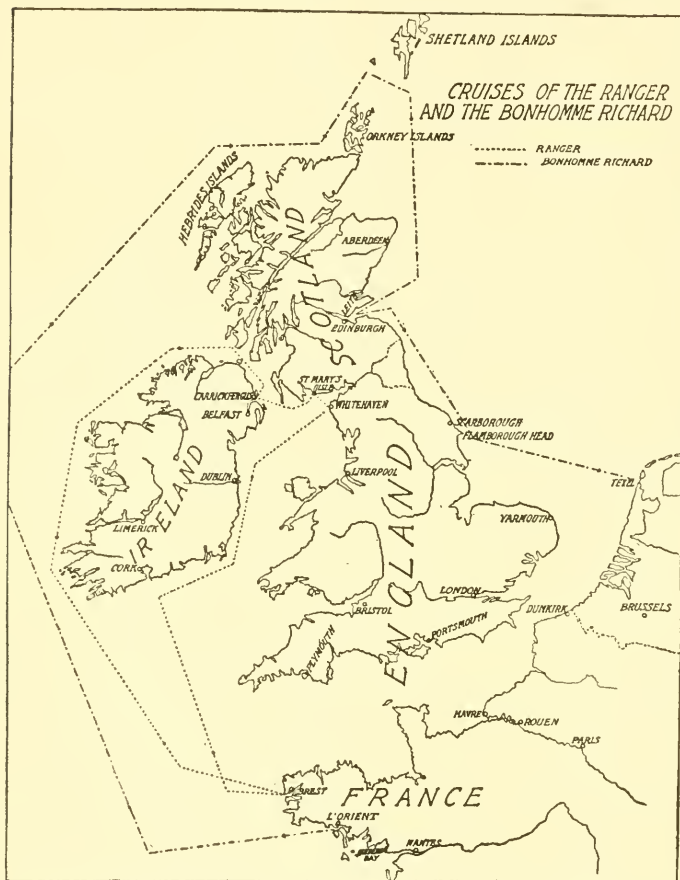 SHETLAND ISLANDS
CRUISES OF THE RANGER
AND THE BONHOMME RICHARD
RANGER
BONHOMME RICHARD
ORKNEY ISLANDS
HEBRIDES ISLANDS
SCOTLAND
ABERDEEN
LEITH
EDINBURGH
ST MARY'S
ISLE
CARRICKFERGUS
BELFAST
WHITEHAVEN
SCARBOROUGH
FLAMBOROUGH HEAD
DUBLIN
LIVERPOOL
TEXEL
IRELAND
ENGLAND
LIMERICK
YARMOUTH
CORK
LONDON
BRISTOL
DUNKIRK
BRUSSELS
PORTSMOUTH
PLYMOUTH
HAVRE
ROUEN
PARIS
BREST
FRANCE
L'ORIENT
NANTES
BAY